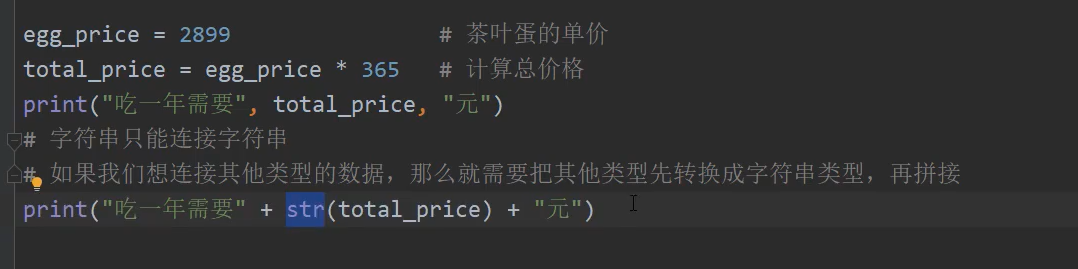 egg_price = 2899 # 茶叶蛋的单价
total_price = egg_price * 365 # 计算总价格
print("吃一年需要", total_price, "元")
# 字符串只能连接字符串
# 如果我们想连接其他类型的数据，那么就需要把其他类型先转换成字符串类型，再拼接
print("吃一年需要" + str(total_price) + "元")